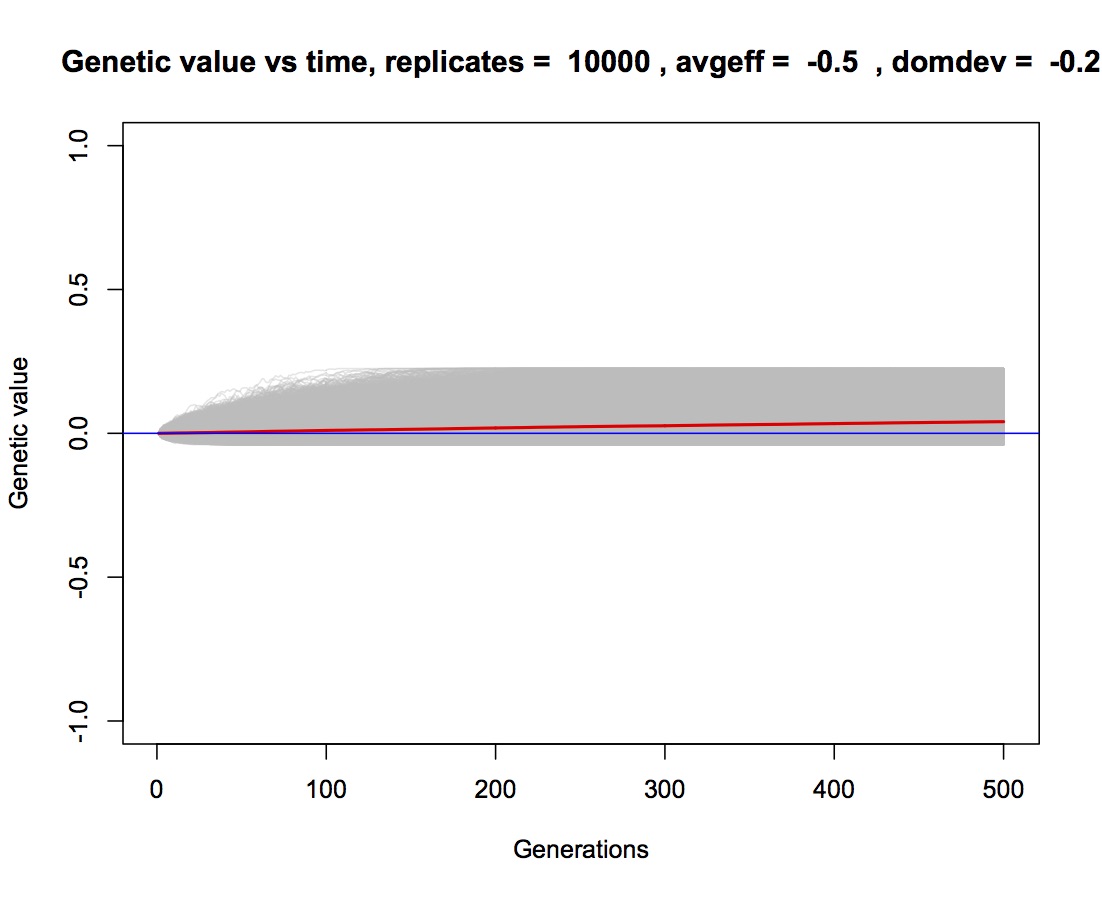 Genetic value vs time, replicates =  10000 , avgeff =  -0.5  , domdev =  -0.2
1.0
0.5
0.0
-0.5
-1.0
Genetic value
0 100 200 300 400 500
Generations